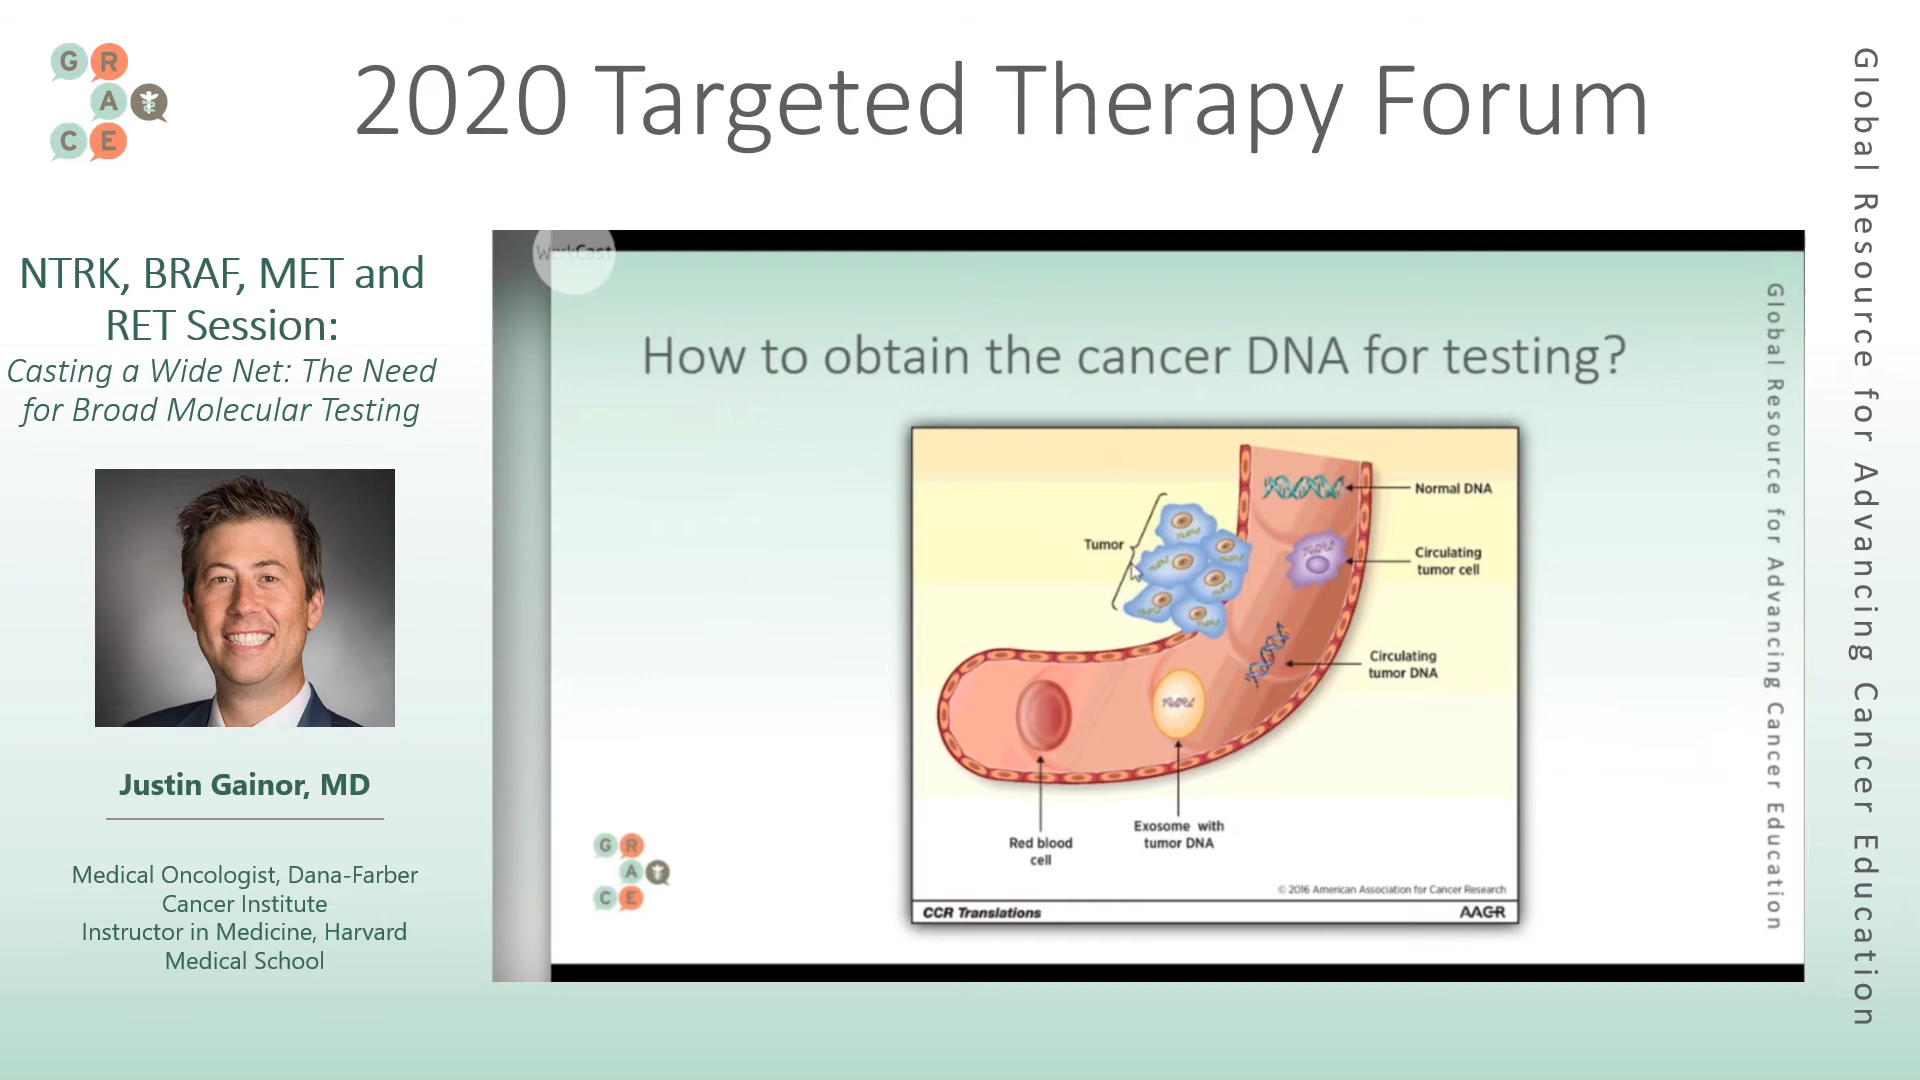 G R
A
C E
2020 Targeted Therapy Forum
Global Resource for Advancing Cancer Education
NTRK, BRAF, MET and
RET Session:
Casting a Wide Net: The Need
for Broad Molecular Testing
Justin Gainor, MD
Medical Oncologist, Dana-Farber
Cancer Institute
Instructor in Medicine, Harvard
Medical School
WorkCast
How to obtain the cancer DNA for testing?
Global Resource for Advancing Cancer Education
Normal DNA
Tumor
Circulating
tumor cell
Circulating
tumor DNA
Exosome with
tumor DNA
Red blood
cell
© 2016 American Association for Cancer Research
CCR Translations
AACR
G R
A
C E